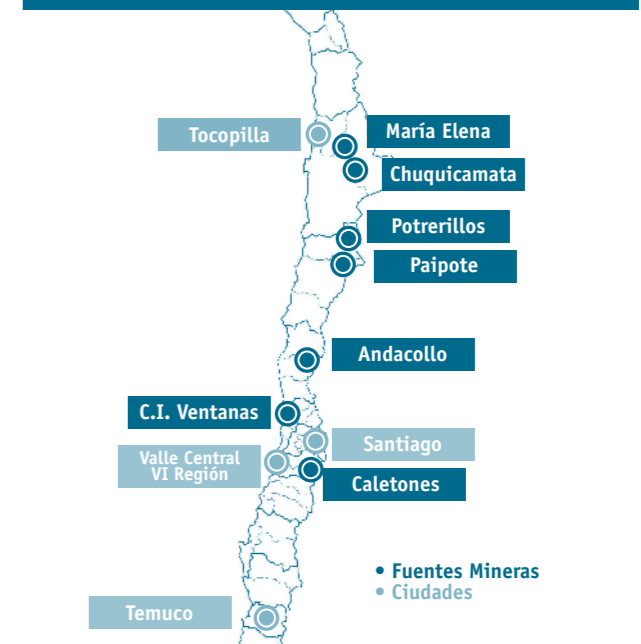 Tocopilla
María Elena
Chuquicamata
Potrerillos
Paipote
Andacollo
C.I. Ventanas
Santiago
Valle Central
VI Región
Caletones
• Fuentes Mineras
• Ciudades
Temuco